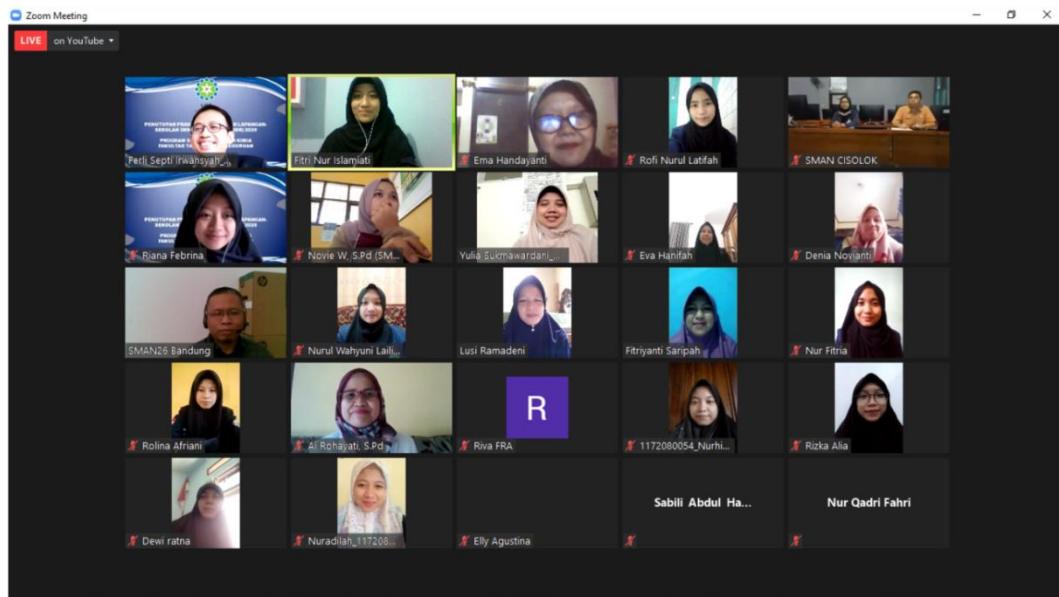 Zoom Meeting
LIVE on YouTube
Ferli Septi Irwansyah_...
Fitri Nur Islamiati
Ema Handayanti
Rofi Nurul Latifah
SMAN CISOLOK
Riana Febrina
Novie W, S.Pd (SM...
Yulia Sukmawardani_...
Eva Hanifah
Denia Novianti
SMAN26 Bandung
Nurul Wahyuni Laili...
Lusi Ramadeni
Fitriyanti Saripah
Nur Fitria
Rolina Afriani
Ai Rohayati, S.Pd
R
Riva FRA
1172080054_Nurhi...
Rizka Alia
Dewi ratna
Nuradilah_117208...
Elly Agustina
Sabili Abdul Ha...
Nur Qadri Fahri